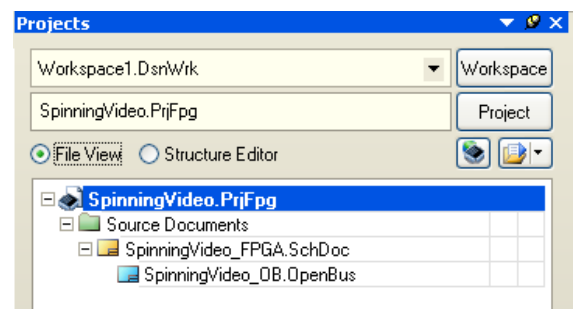 Projects
Workspace1.DsnWrk Workspace
SpinningVideo.PrjFpg Project
File View Structure Editor
SpinningVideo.PrjFpg
Source Documents
SpinningVideo_FPGA.SchDoc
SpinningVideo_OB.OpenBus